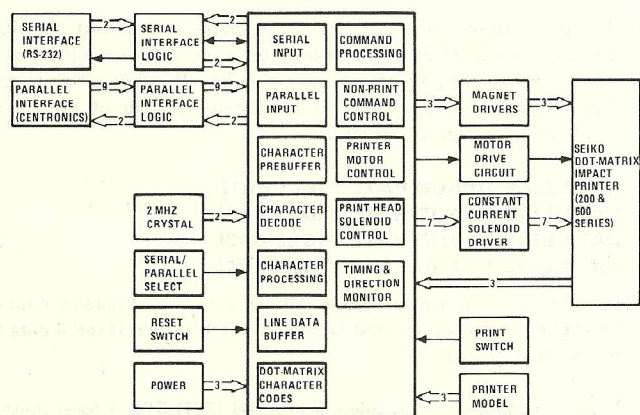 SERIAL
INTERFACE
(RS-232)
2
SERIAL
INTERFACE
LOGIC
2
2
SERIAL
INPUT
COMMAND
PROCESSING
PARALLEL
INTERFACE
(CENTRONICS)
9
2
PARALLEL
INTERFACE
LOGIC
9
2
PARALLEL
INPUT
NON-PRINT
COMMAND
CONTROL
3
MAGNET
DRIVERS
3
CHARACTER
PREBUFFER
PRINTER
MOTOR
CONTROL
MOTOR
DRIVE
CIRCUIT
SEIKO
DOT-MATRIX
IMPACT
PRINTER
(200 &
500
SERIES)
2 MHZ
CRYSTAL
2
CHARACTER
DECODE
PRINT HEAD
SOLENOID
CONTROL
7
CONSTANT
CURRENT
SOLENOID
DRIVER
7
SERIAL/
PARALLEL
SELECT
CHARACTER
PROCESSING
TIMING &
DIRECTION
MONITOR
3
RESET
SWITCH
LINE DATA
BUFFER
PRINT
SWITCH
POWER
3
DOT-MATRIX
CHARACTER
CODES
3
PRINTER
MODEL